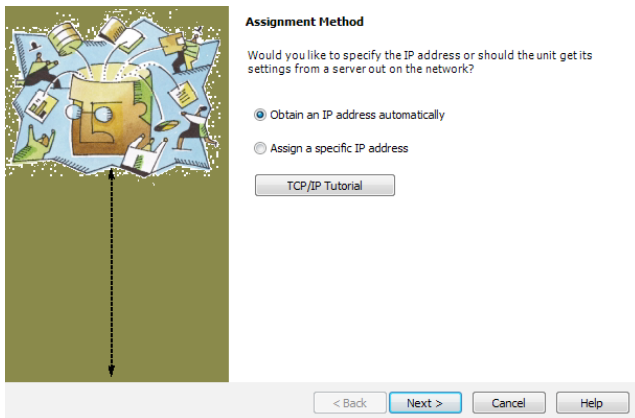 Assignment Method
Would you like to specify the IP address or should the unit get its
settings from a server out on the network?
Obtain an IP address automatically
Assign a specific IP address
TCP/IP Tutorial
< Back
Next >
Cancel
Help